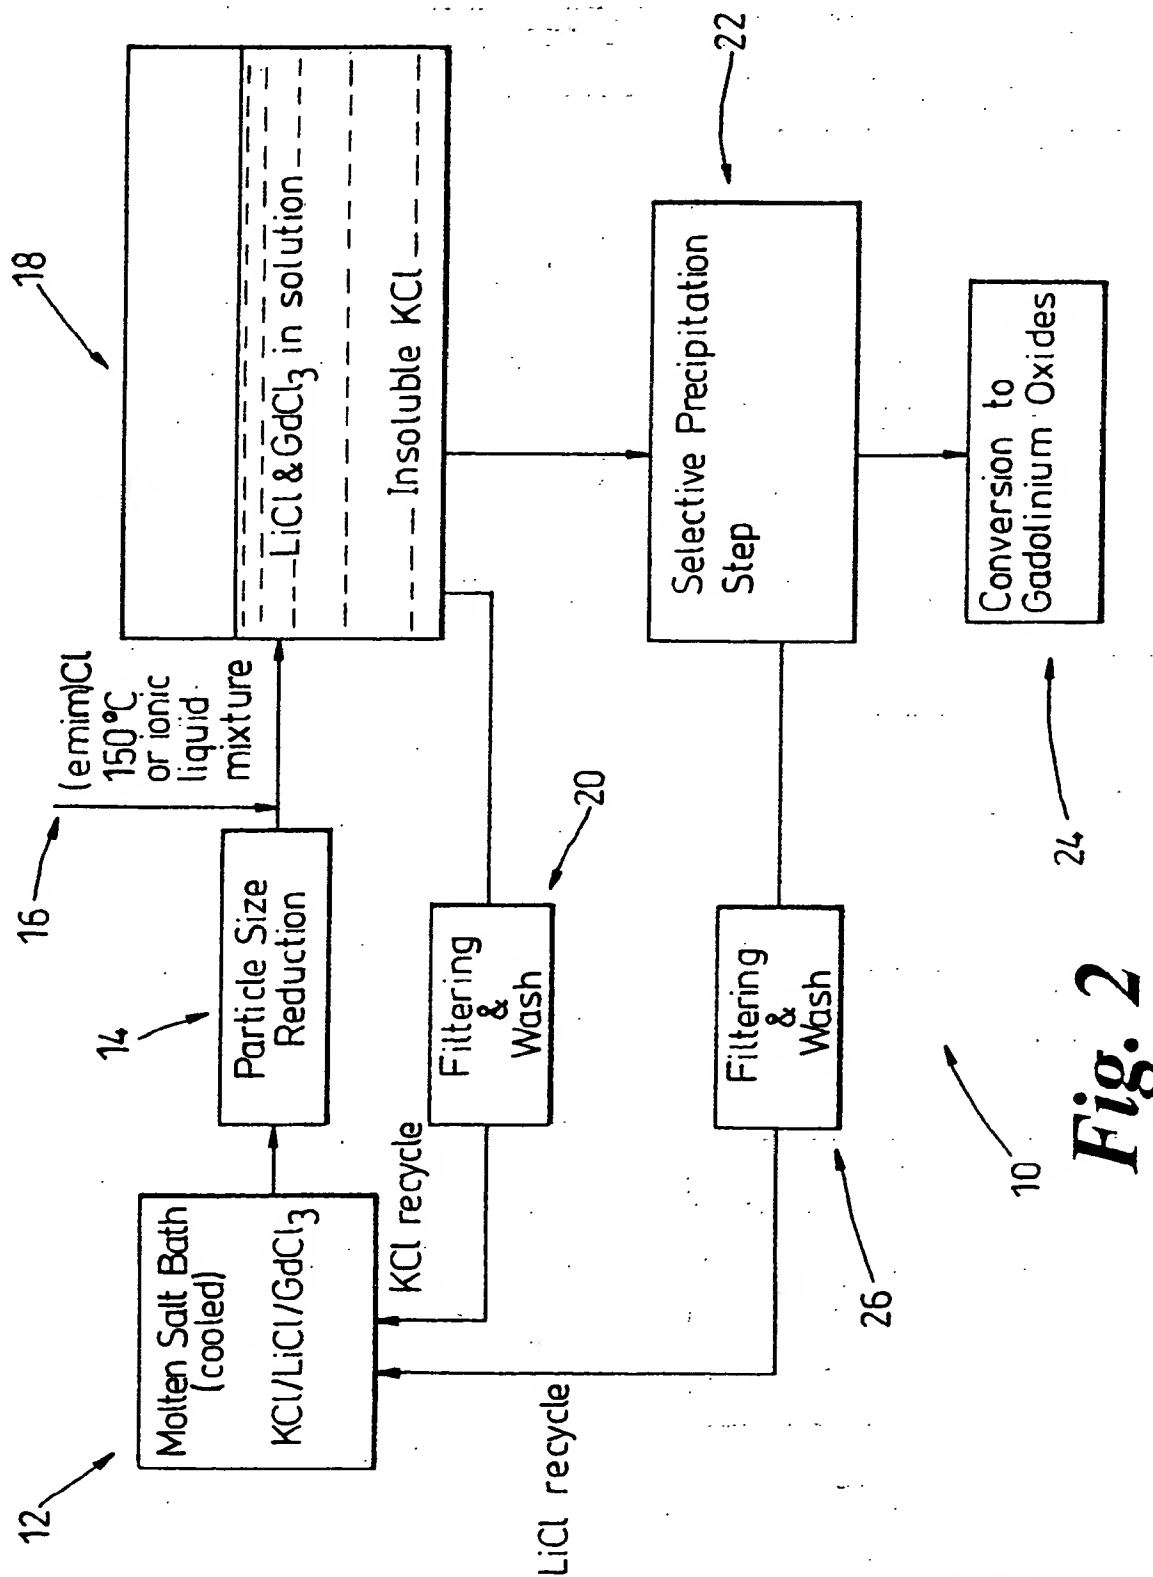 12
Molten Salt Bath
(cooled)
KCl/LiCl/GdCl3
14
Particle Size
Reduction
16
(emim)Cl
150°C
or ionic
liquid
mixture
18
LiCl & GdCl3 in solution
Insoluble KCl
KCl recycle
Filtering
&
Wash
20
22
Selective Precipitation
Step
LiCl recycle
26
Filtering
&
Wash
24
Conversion to
Gadolinium Oxides
10
Fig. 2